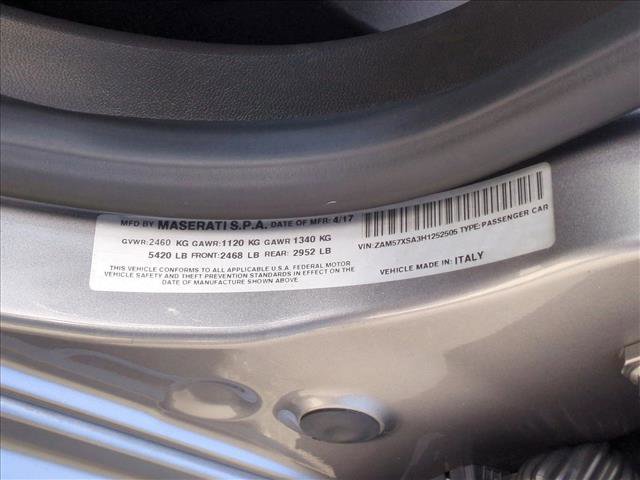 MFD BY MASERATI S.P.A. DATE OF MFR: 4/17
GVWR: 2460 KG GAWR: 1120 KG GAWR 1340 KG
5420 LB FRONT: 2468 LB REAR: 2952 LB
THIS VEHICLE CONFORMS TO ALL APPLICABLE U.S.A. FEDERAL MOTOR
VEHICLE SAFETY AND THEFT PREVENTION STANDARDS IN EFFECT ON THE
DATE OF MANUFACTURE SHOWN ABOVE
VIN: ZAM57XSA3H1252505 TYPE: PASSENGER CAR
VEHICLE MADE IN: ITALY